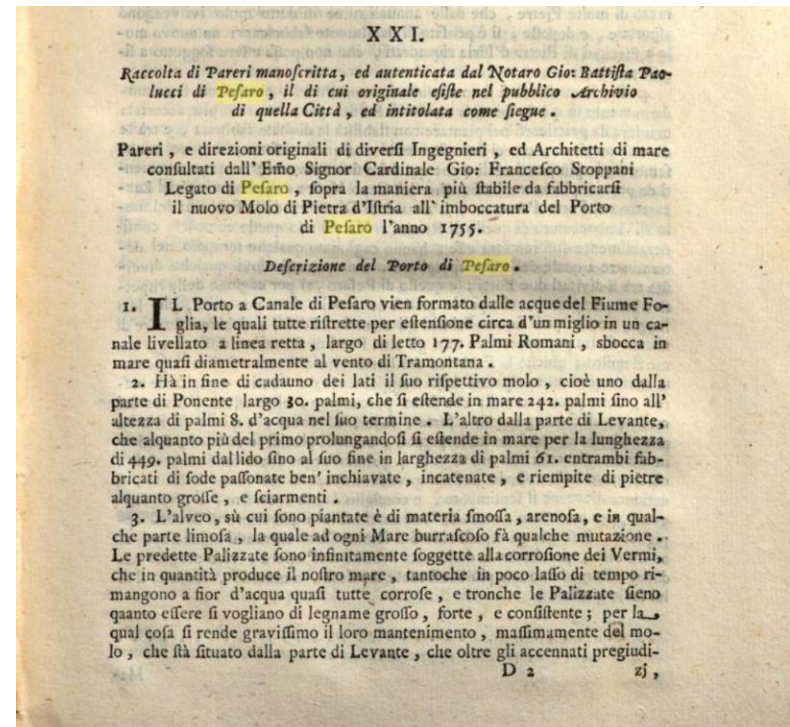 XXI.
Raccolta di Pareri manoſcritta, ed autenticata dal Notaro Gio: Battiſta Pao-
lucci di Peſaro, il di cui originale eſiſte nel pubblico Archivio
di quella Città, ed intitolata come ſiegue.
Pareri, e direzioni originali di diverſi Ingegnieri, ed Architetti di mare
conſultati dall' Em̃o Signor Cardinale Gio: Franceſco Stoppani
Legato di Peſaro, ſopra la maniera più ſtabile da fabbricarſi
il nuovo Molo di Pietra d'Iſtria all' imboccatura del Porto
di Peſaro l'anno 1755.
Deſcrizione del Porto di Peſaro.
1. IL Porto a Canale di Peſaro vien formato dalle acque del Fiume Fo-
glia, le quali tutte riſtrette per eſtenſione circa d'un miglio in un ca-
nale livellato a linea retta, largo di letto 177. Palmi Romani, sbocca in
mare quaſi diametralmente al vento di Tramontana.
2. Hà in fine di cadauno dei lati il ſuo riſpettivo molo, cioè uno dalla
parte di Ponente largo 30. palmi, che ſi eſtende in mare 242. palmi ſino all'
altezza di palmi 8. d'acqua nel ſuo termine. L'altro dalla parte di Levante,
che alquanto più del primo prolungandoſi ſi eſtende in mare per la lunghezza
di 449. palmi dal lido ſino al ſuo fine in larghezza di palmi 61. entrambi fab-
bricati di ſode paſſonate ben' inchiavate, incatenate, e riempite di pietre
alquanto groſſe, e ſciarmenti.
3. L'alveo, sù cui ſono piantate è di materia ſmoſſa, arenoſa, e in qual-
che parte limoſa, la quale ad ogni Mare burraſcoſo fà qualche mutazione.
Le predette Palizzate ſono infinitamente ſoggette alla corroſione dei Vermi,
che in quantità produce il noſtro mare, tantoche in poco laſſo di tempo ri-
mangono a fior d'acqua quaſi tutte corroſe, e tronche le Palizzate ſieno
qaanto eſſere ſi vogliano di legname groſſo, forte, e conſiſtente; per la
qual coſa ſi rende graviſſimo il loro mantenimento, maſſimamente del mo-
lo, che ſtà ſituato dalla parte di Levante, che oltre gli accennati pregiudi-
D 2 zj,